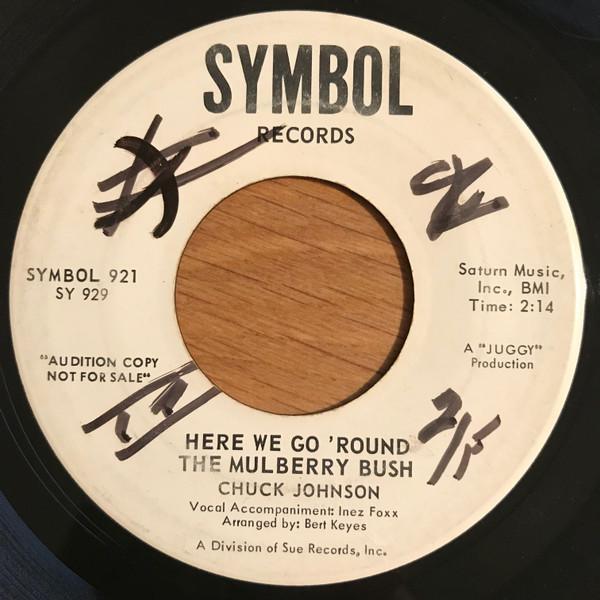 SYMBOL
RECORDS
SYMBOL 921
SY 929
Saturn Music,
Inc., BMI
Time: 2:14
"AUDITION COPY
NOT FOR SALE"
A "JUGGY"
Production
2/5
HERE WE GO 'ROUND
THE MULBERRY BUSH
CHUCK JOHNSON
Vocal Accompaniment: Inez Foxx
Arranged by: Bert Keyes
A Division of Sue Records, Inc.